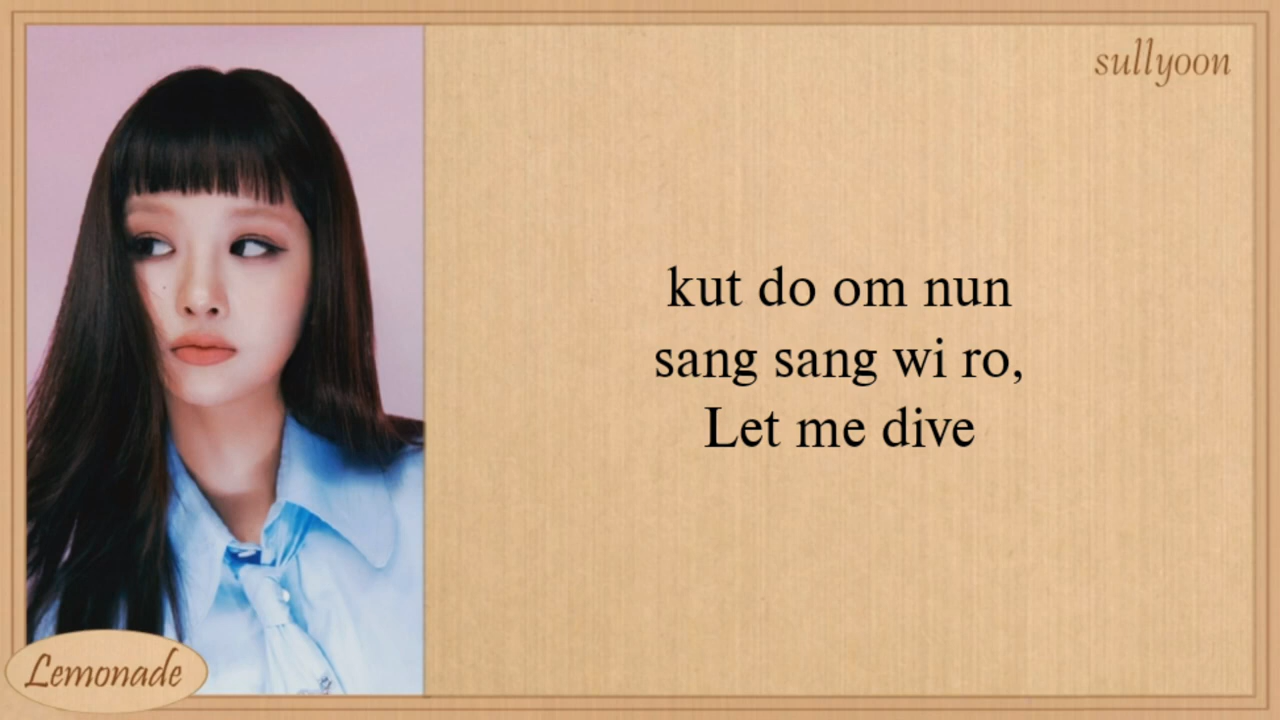 sullyoon
kut do om nun
sang sang wi ro,
Let me dive
Lemonade